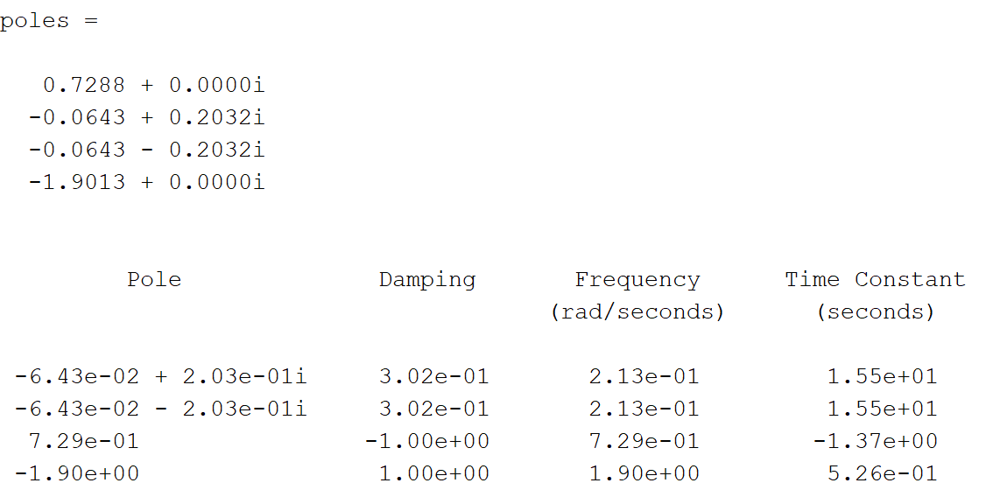 poles =
0.7288 + 0.0000i
-0.0643 + 0.2032i
-0.0643 - 0.2032i
-1.9013 + 0.0000i
Pole Damping Frequency Time Constant
(rad/seconds) (seconds)
-6.43e-02 + 2.03e-01i 3.02e-01 2.13e-01 1.55e+01
-6.43e-02 - 2.03e-01i 3.02e-01 2.13e-01 1.55e+01
7.29e-01 -1.00e+00 7.29e-01 -1.37e+00
-1.90e+00 1.00e+00 1.90e+00 5.26e-01